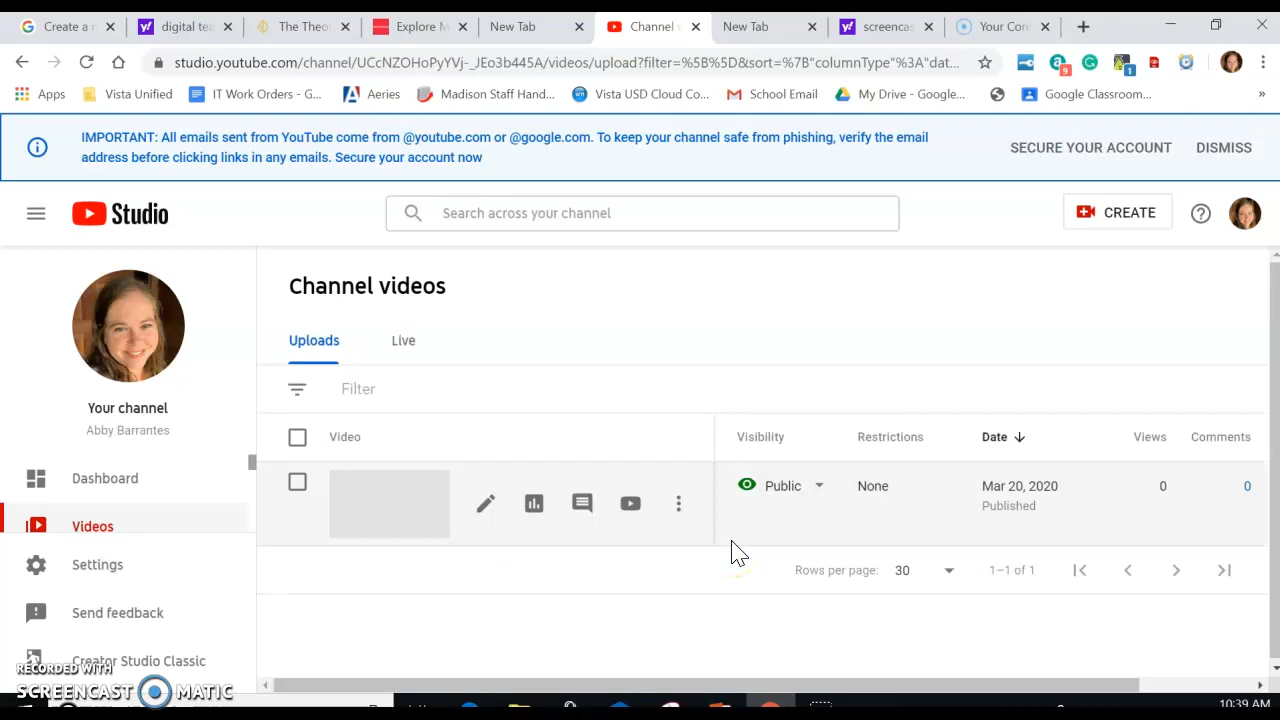 Create a n
digital tea
The Theo
Explore M
New Tab
Channel v
New Tab
screencas
Your Con
studio.youtube.com/channel/UCcNZOHoPyYVj-_JEo3b445A/videos/upload?filter=%5B%5D&sort=%7B"columnType"%3A"dat...
9
1
Apps
Vista Unified
IT Work Orders - G...
Aeries
Madison Staff Hand...
Vista USD Cloud Co...
School Email
My Drive - Google...
Google Classroom...
»
IMPORTANT: All emails sent from YouTube come from @youtube.com or @google.com. To keep your channel safe from phishing, verify the email
address before clicking links in any emails. Secure your account now
SECURE YOUR ACCOUNT
DISMISS
Studio
Search across your channel
CREATE
Your channel
Abby Barrantes
Dashboard
Videos
Settings
Send feedback
Creator Studio Classic
Channel videos
Uploads
Live
Filter
Video
Visibility
Restrictions
Date
Views
Comments
Public
None
Mar 20, 2020
Published
0
0
Rows per page:
30
1–1 of 1
RECORDED WITH
SCREENCAST MATIC
10:39 AM